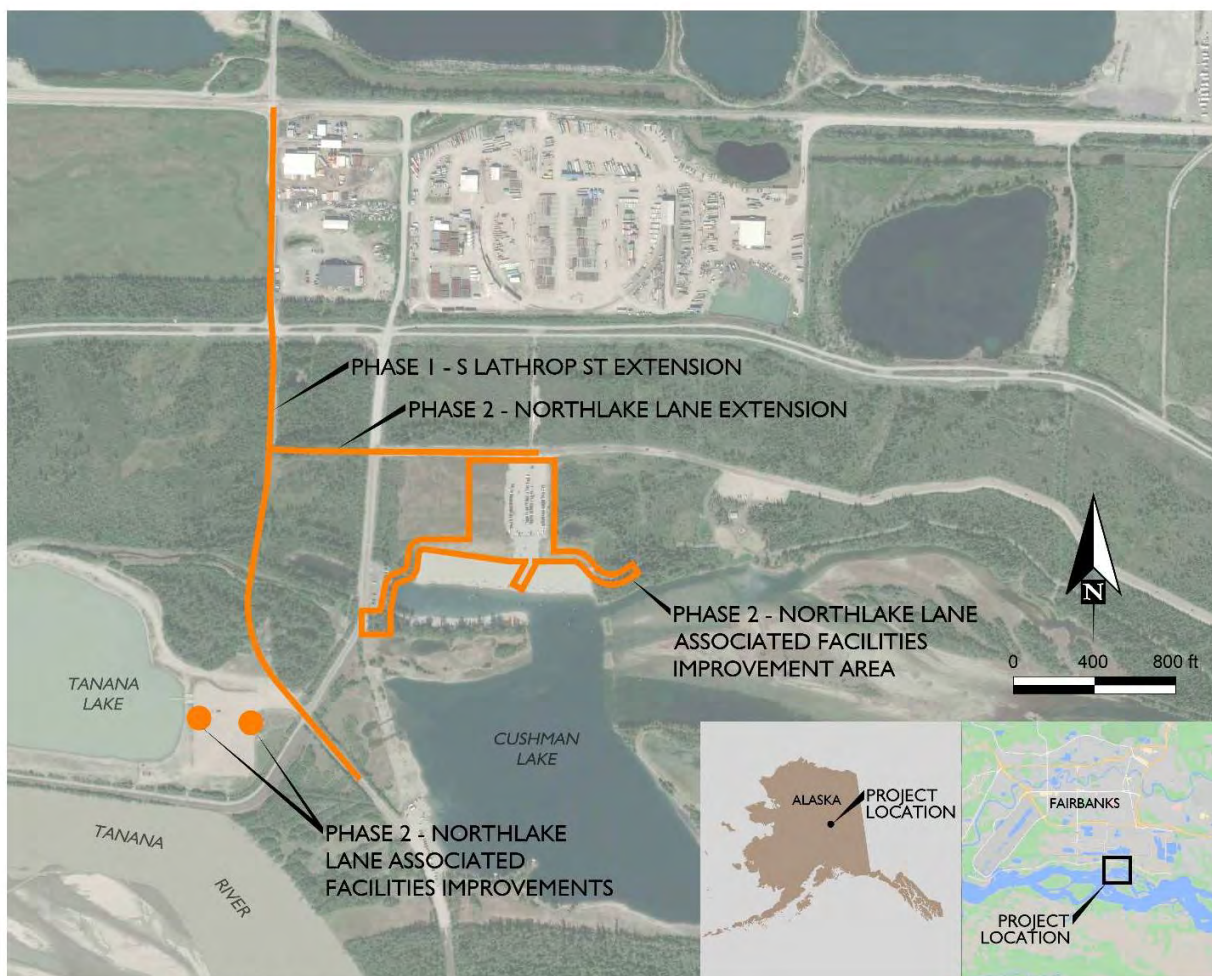 PHASE 1 - S LATHROP ST EXTENSION
PHASE 2 - NORTHLAKE LANE EXTENSION
N
PHASE 2 - NORTHLAKE LANE
ASSOCIATED FACILITIES
IMPROVEMENT AREA
0 400 800 ft
TANANA
LAKE
CUSHMAN
LAKE
PHASE 2 - NORTHLAKE
LANE ASSOCIATED
FACILITIES IMPROVEMENTS
TANANA
RIVER
ALASKA
PROJECT
LOCATION
FAIRBANKS
PROJECT
LOCATION